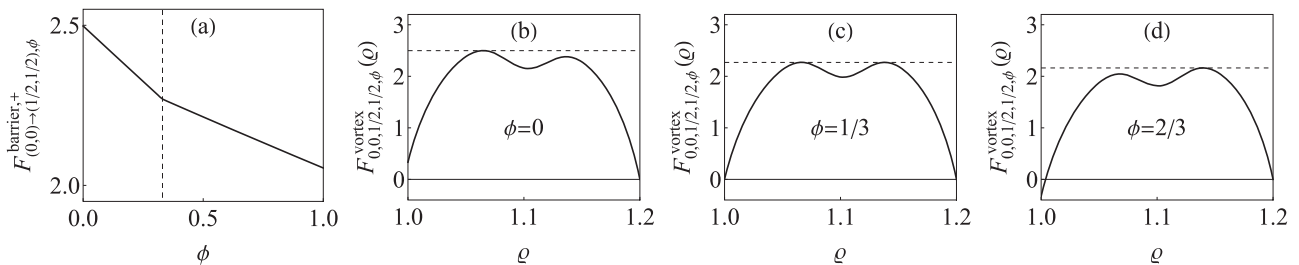 (a)
2.5
2.0
F^{barrier,+}_{(0,0)→(1/2,1/2),ϕ}
0.0 0.5 1.0
ϕ
(b)
3
2
1
0
F^{vortex}_{0,0,1/2,1/2,ϕ}(ϱ)
ϕ=0
1.0 1.1 1.2
ϱ
(c)
3
2
1
0
F^{vortex}_{0,0,1/2,1/2,ϕ}(ϱ)
ϕ=1/3
1.0 1.1 1.2
ϱ
(d)
3
2
1
0
F^{vortex}_{0,0,1/2,1/2,ϕ}(ϱ)
ϕ=2/3
1.0 1.1 1.2
ϱ